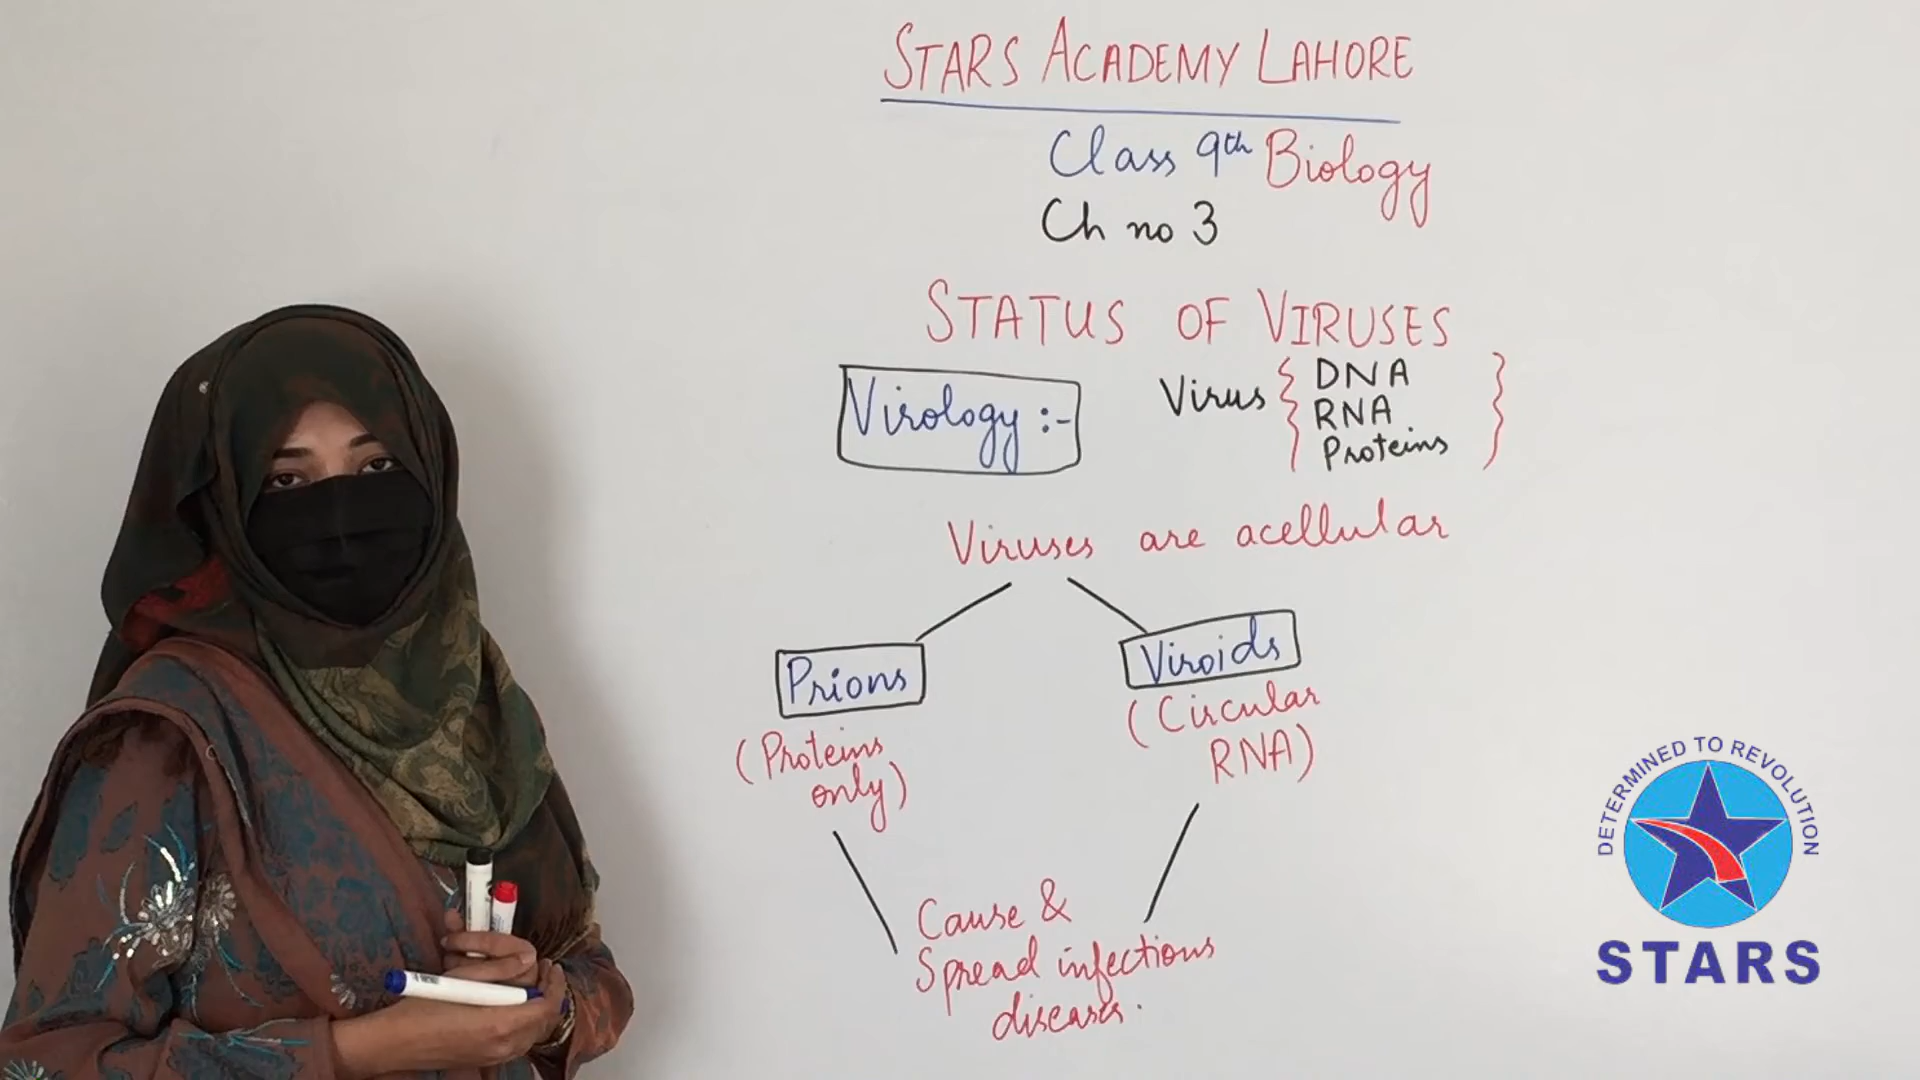 STARS ACADEMY LAHORE
Class 9th Biology
Ch no 3
STATUS OF VIRUSES
Virology :-
Virus { DNA
RNA
Proteins }
Viruses are acellular
Prions
(Proteins
only)
Viroids
(Circular
RNA)
Cause &
Spread infectious
diseases.
DETERMINED TO REVOLUTION
STARS